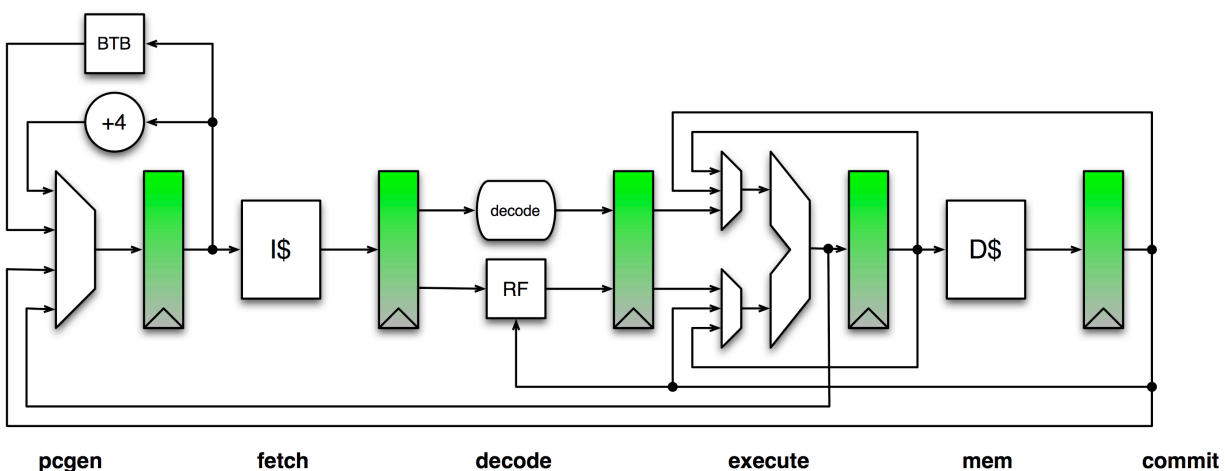 BTB
+4
I$
decode
RF
D$
pcgen fetch decode execute mem commit